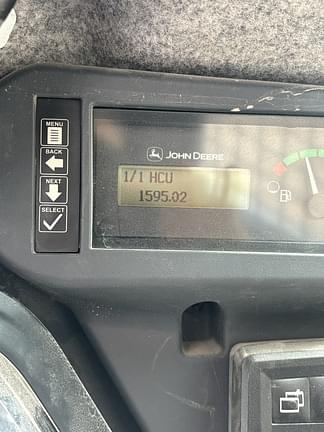 MENU
BACK
NEXT
SELECT
JOHN DEERE
1/1 HCU
1595.02